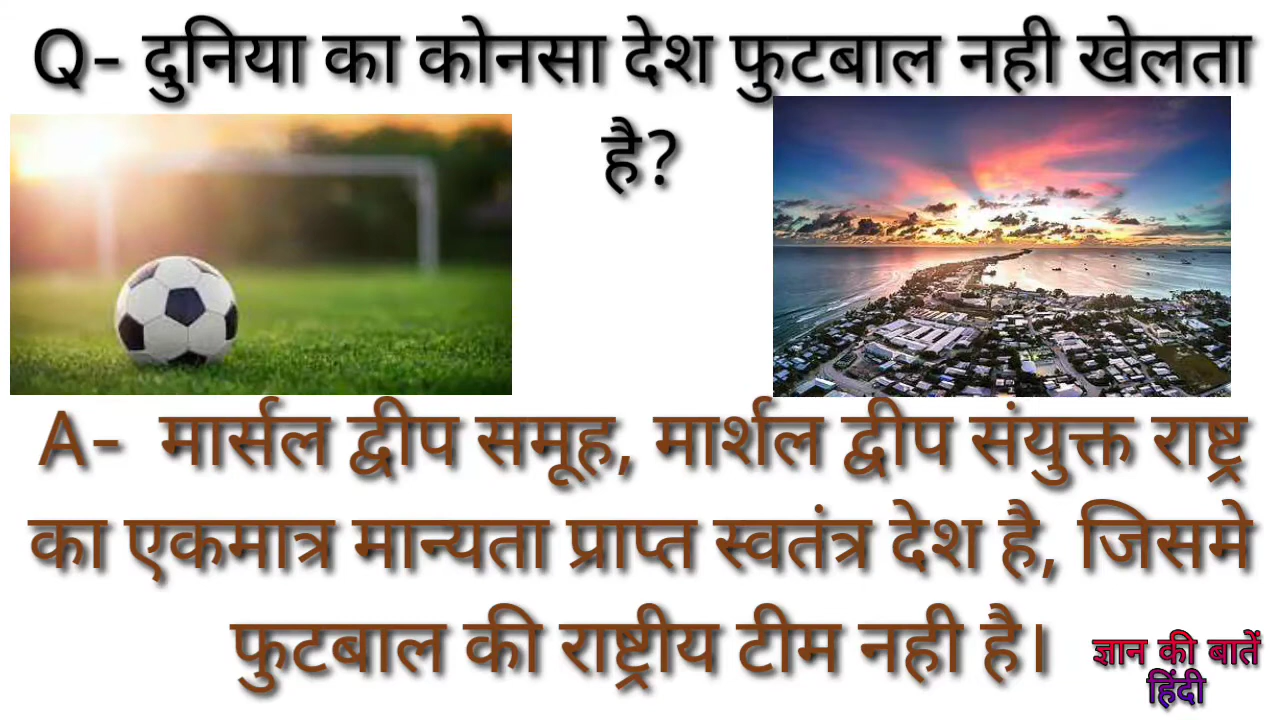 Q- दुनिया का कोनसा देश फुटबाल नही खेलता
है?
A- मार्सल द्वीप समूह, मार्शल द्वीप संयुक्त राष्ट्र
का एकमात्र मान्यता प्राप्त स्वतंत्र देश है, जिसमे
फुटबाल की राष्ट्रीय टीम नही है।
ज्ञान की बातें
हिंदी